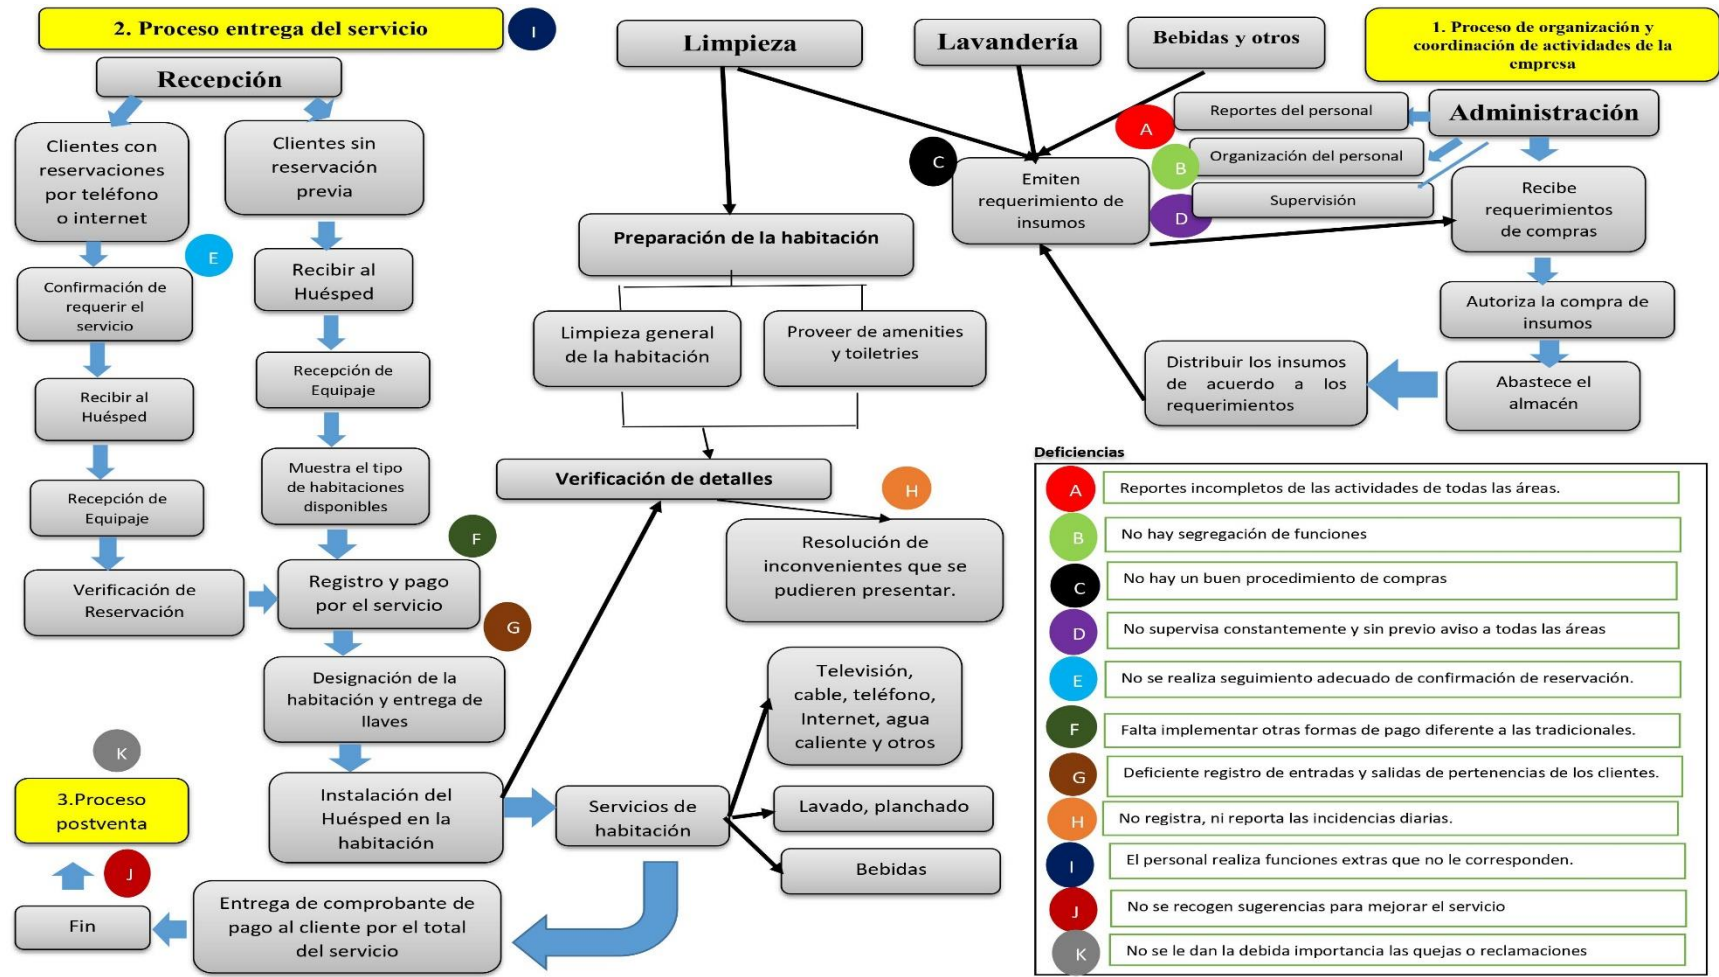 2. Proceso entrega del servicio
I
Recepción
Clientes con
reservaciones
por teléfono
o internet
Clientes sin
reservación
previa
E
Confirmación de
requerir el
servicio
Recibir al
Huésped
Recibir al
Huésped
Recepción de
Equipaje
Recepción de
Equipaje
Muestra el tipo
de habitaciones
disponibles
Verificación de
Reservación
F
Registro y pago
por el servicio
G
Designación de la
habitación y entrega de
llaves
K
3.Proceso
postventa
Instalación del
Huésped en la
habitación
J
Fin
Entrega de comprobante de
pago al cliente por el total
del servicio
Limpieza
Lavandería
Bebidas y otros
C
Emiten
requerimiento de
insumos
Preparación de la habitación
Limpieza general
de la habitación
Proveer de amenities
y toiletries
Verificación de detalles
H
Resolución de
inconvenientes que se
pudieren presentar.
Servicios de
habitación
Televisión,
cable, teléfono,
Internet, agua
caliente y otros
Lavado, planchado
Bebidas
1. Proceso de organización y
coordinación de actividades de la
empresa
Administración
A
Reportes del personal
B
Organización del personal
D
Supervisión
Recibe
requerimientos
de compras
Autoriza la compra de
insumos
Abastece el
almacén
Distribuir los insumos
de acuerdo a los
requerimientos
Deficiencias
A Reportes incompletos de las actividades de todas las áreas.
B No hay segregación de funciones
C No hay un buen procedimiento de compras
D No supervisa constantemente y sin previo aviso a todas las áreas
E No se realiza seguimiento adecuado de confirmación de reservación.
F Falta implementar otras formas de pago diferente a las tradicionales.
G Deficiente registro de entradas y salidas de pertenencias de los clientes.
H No registra, ni reporta las incidencias diarias.
I El personal realiza funciones extras que no le corresponden.
J No se recogen sugerencias para mejorar el servicio
K No se le dan la debida importancia las quejas o reclamaciones